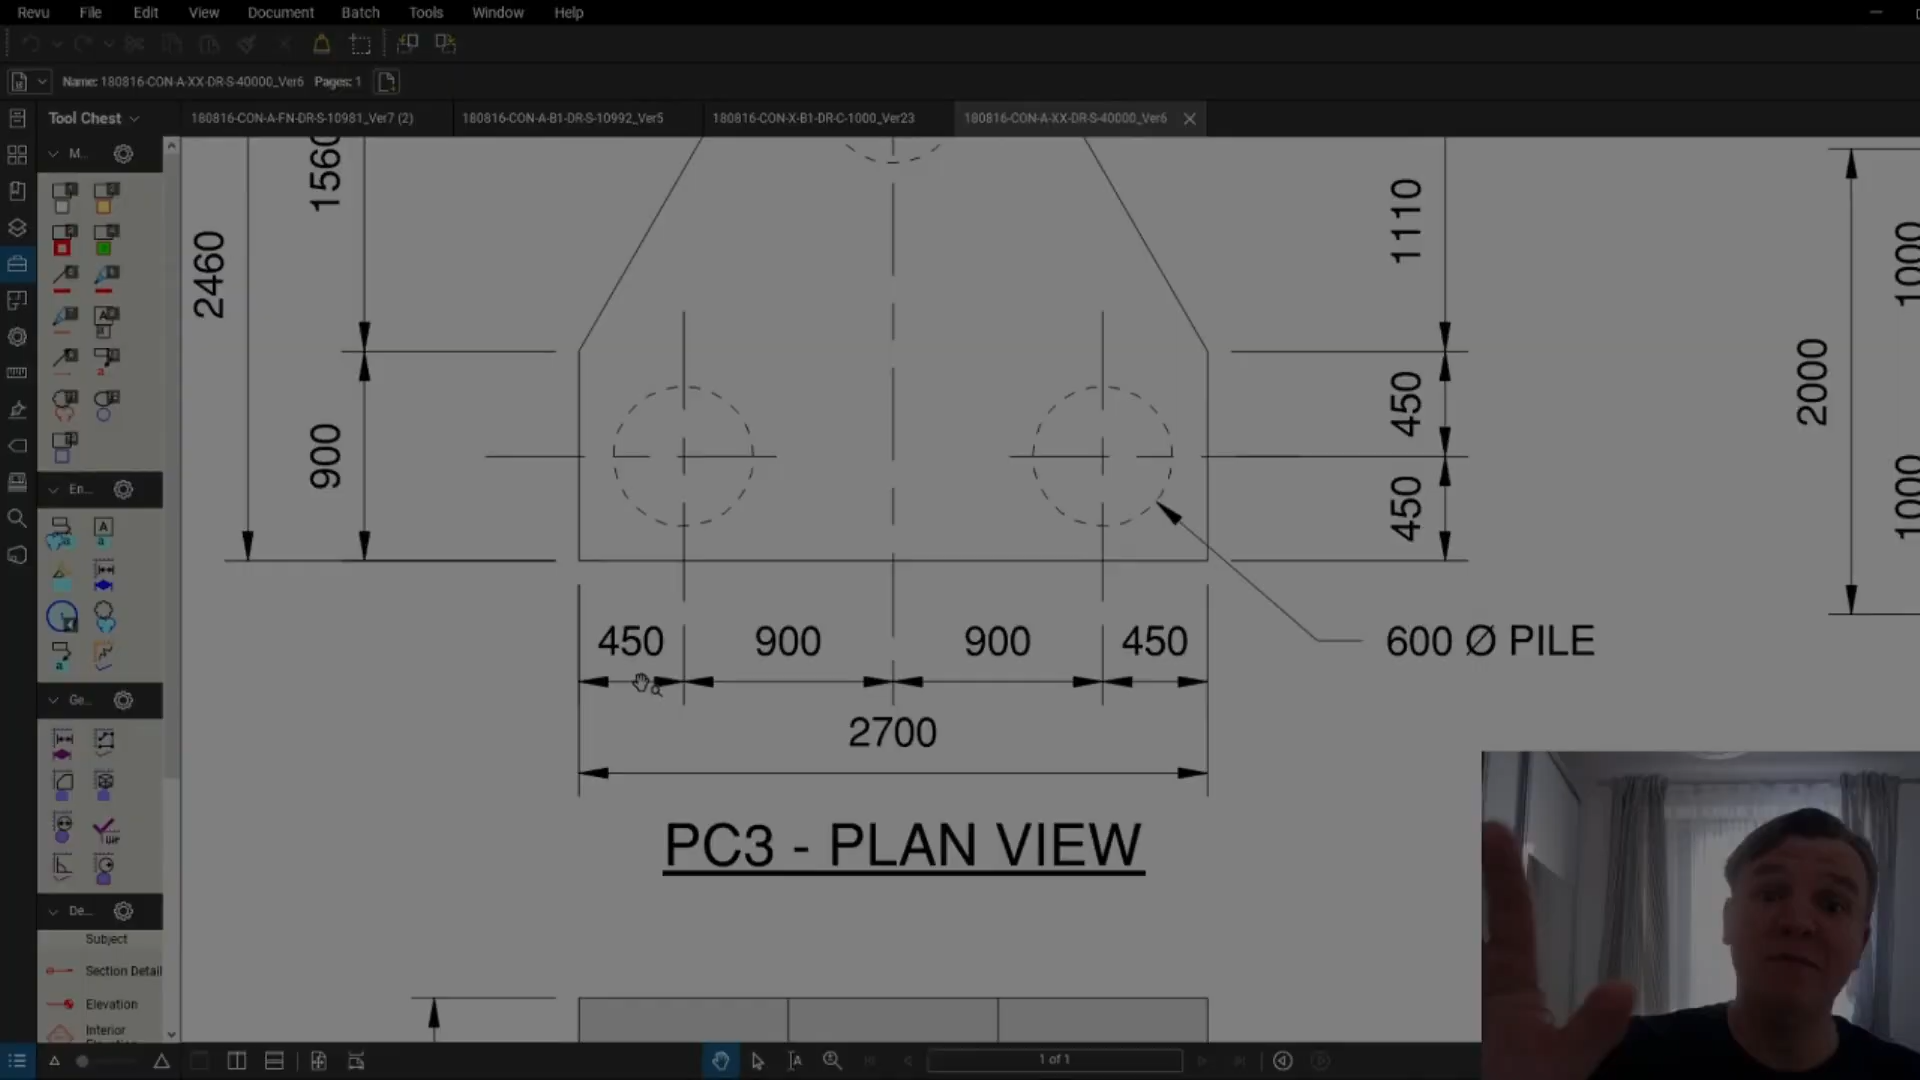 Revu File Edit View Document Batch Tools Window Help
Name: 180816-CON-A-XX-DR-S-40000_Ver6 Pages: 1
Tool Chest
180816-CON-A-FN-DR-S-10981_Ver7 (2)
180816-CON-A-B1-DR-S-10992_Ver5
180816-CON-X-B1-DR-C-1000_Ver23
180816-CON-A-XX-DR-S-40000_Ver6
M...
En...
Ge...
De...
Subject
Section Detail
Elevation
Interior
2460
1560
900
1110
450
450
2000
1000
1000
450 900 900 450
600 Ø PILE
2700
PC3 - PLAN VIEW
1 of 1